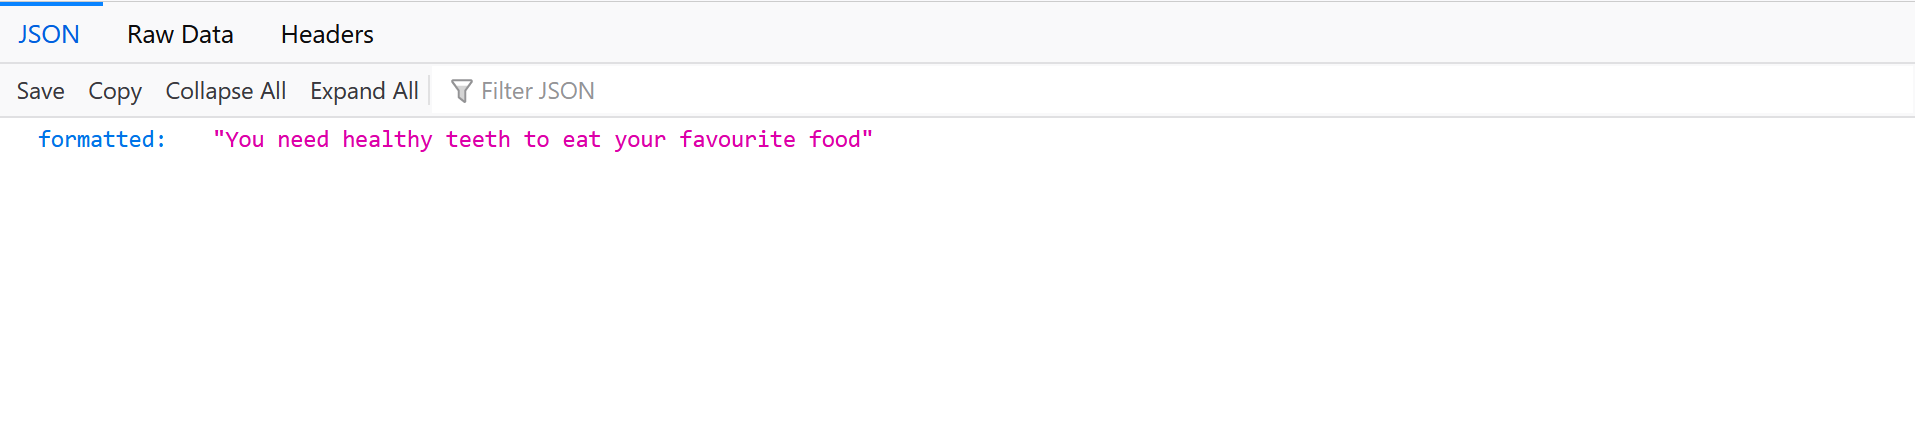 JSON Raw Data Headers
Save Copy Collapse All Expand All Filter JSON
formatted: "You need healthy teeth to eat your favourite food"